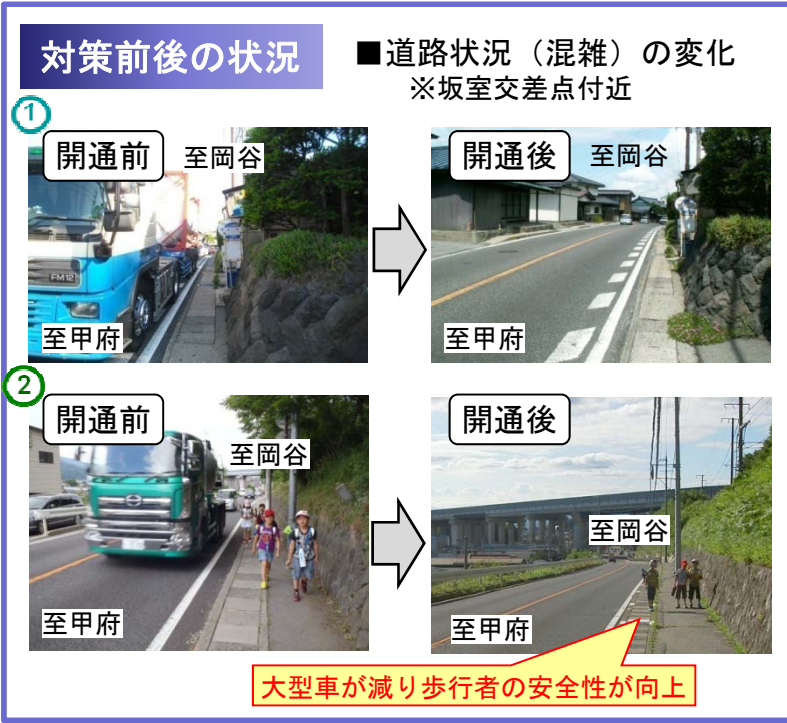 対策前後の状況
■道路状況（混雑）の変化
※坂室交差点付近
①
開通前
至岡谷
FM12
至甲府
開通後
至岡谷
至甲府
②
開通前
至岡谷
至甲府
開通後
至岡谷
至甲府
大型車が減り歩行者の安全性が向上